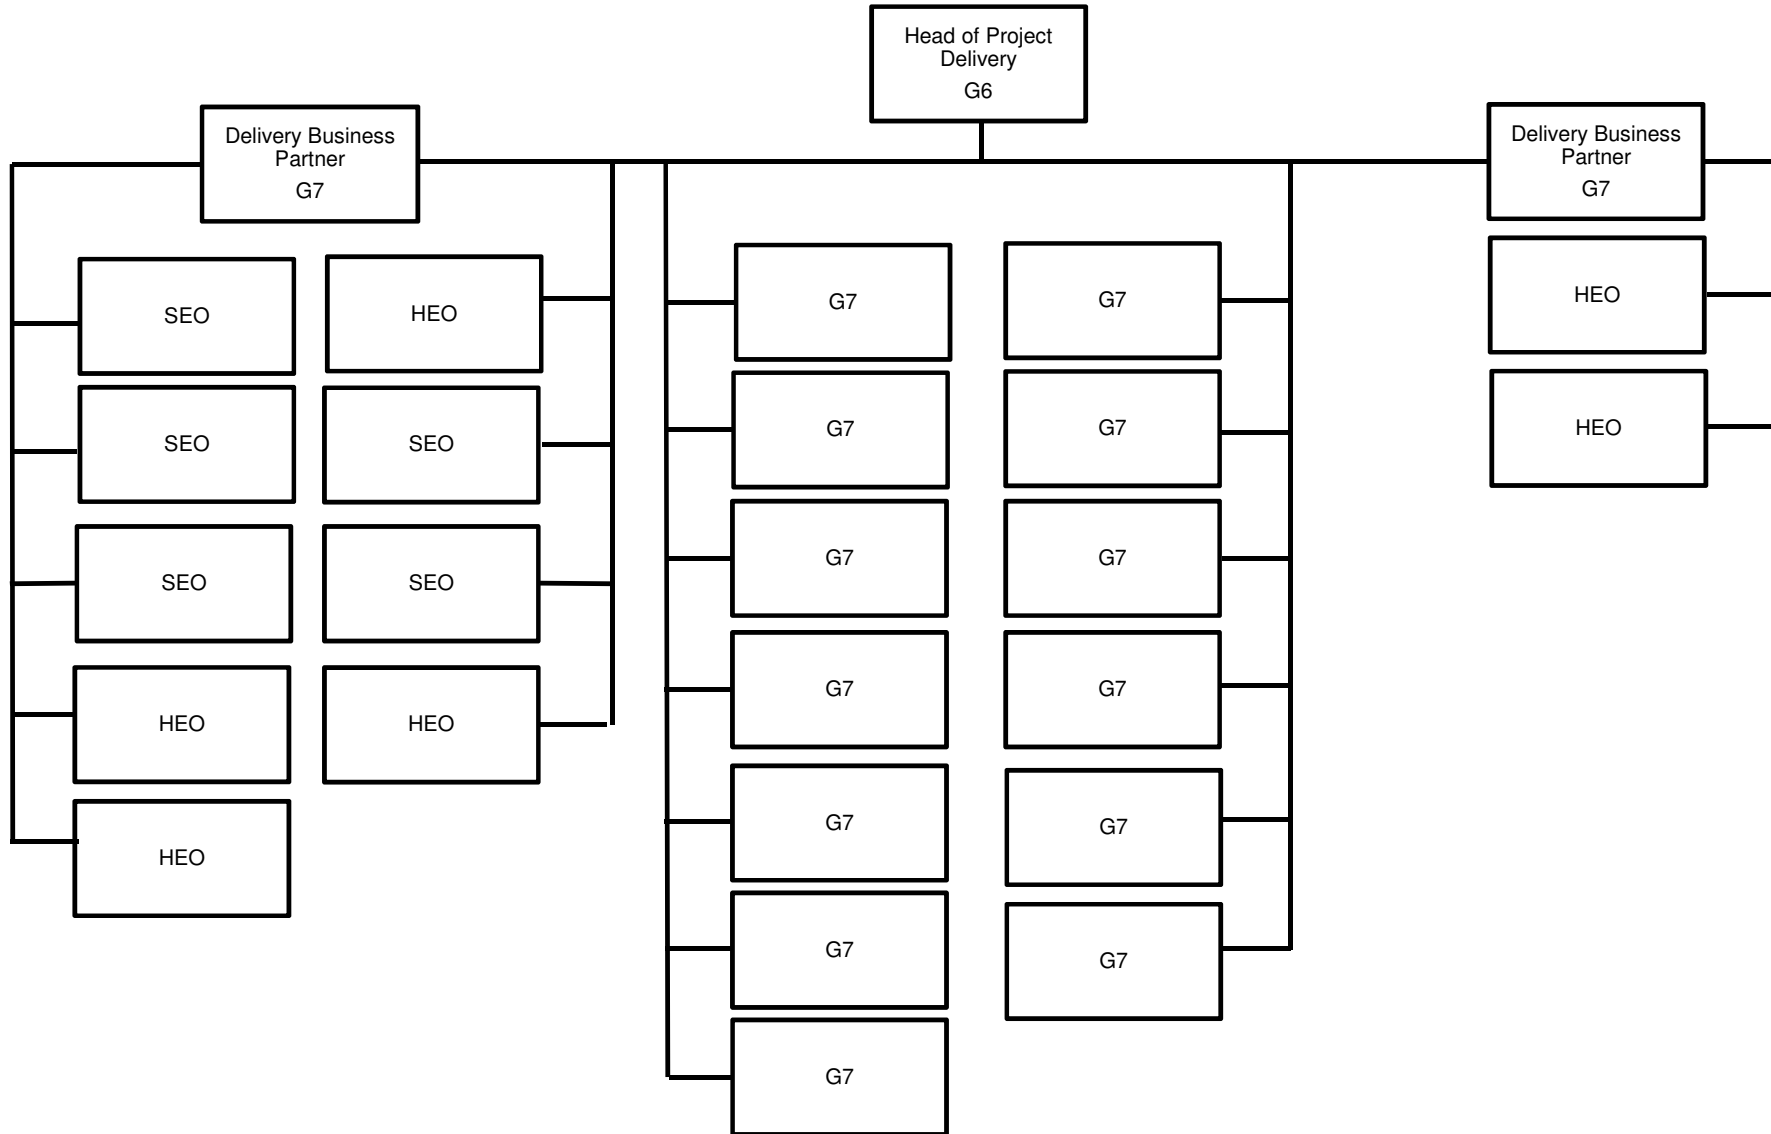 Head of Project
Delivery
G6
Delivery Business
Partner
G7
Delivery Business
Partner
G7
SEO
HEO
SEO
SEO
SEO
SEO
HEO
HEO
HEO
G7
G7
G7
G7
G7
G7
G7
G7
G7
G7
G7
G7
G7
HEO
HEO